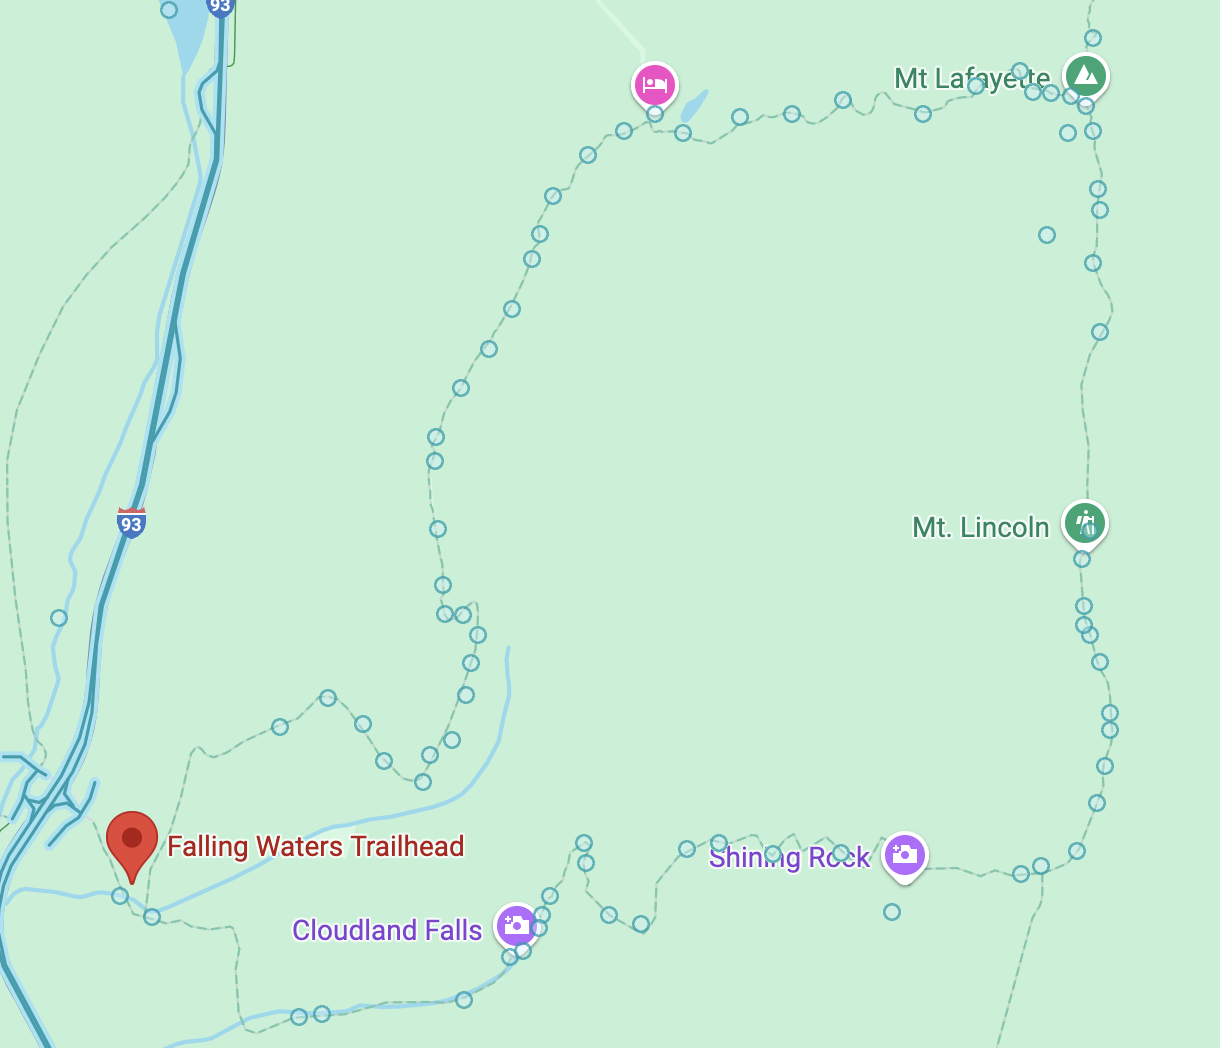 93
Mt Lafayette
93
Mt. Lincoln
Falling Waters Trailhead
Shining Rock
Cloudland Falls